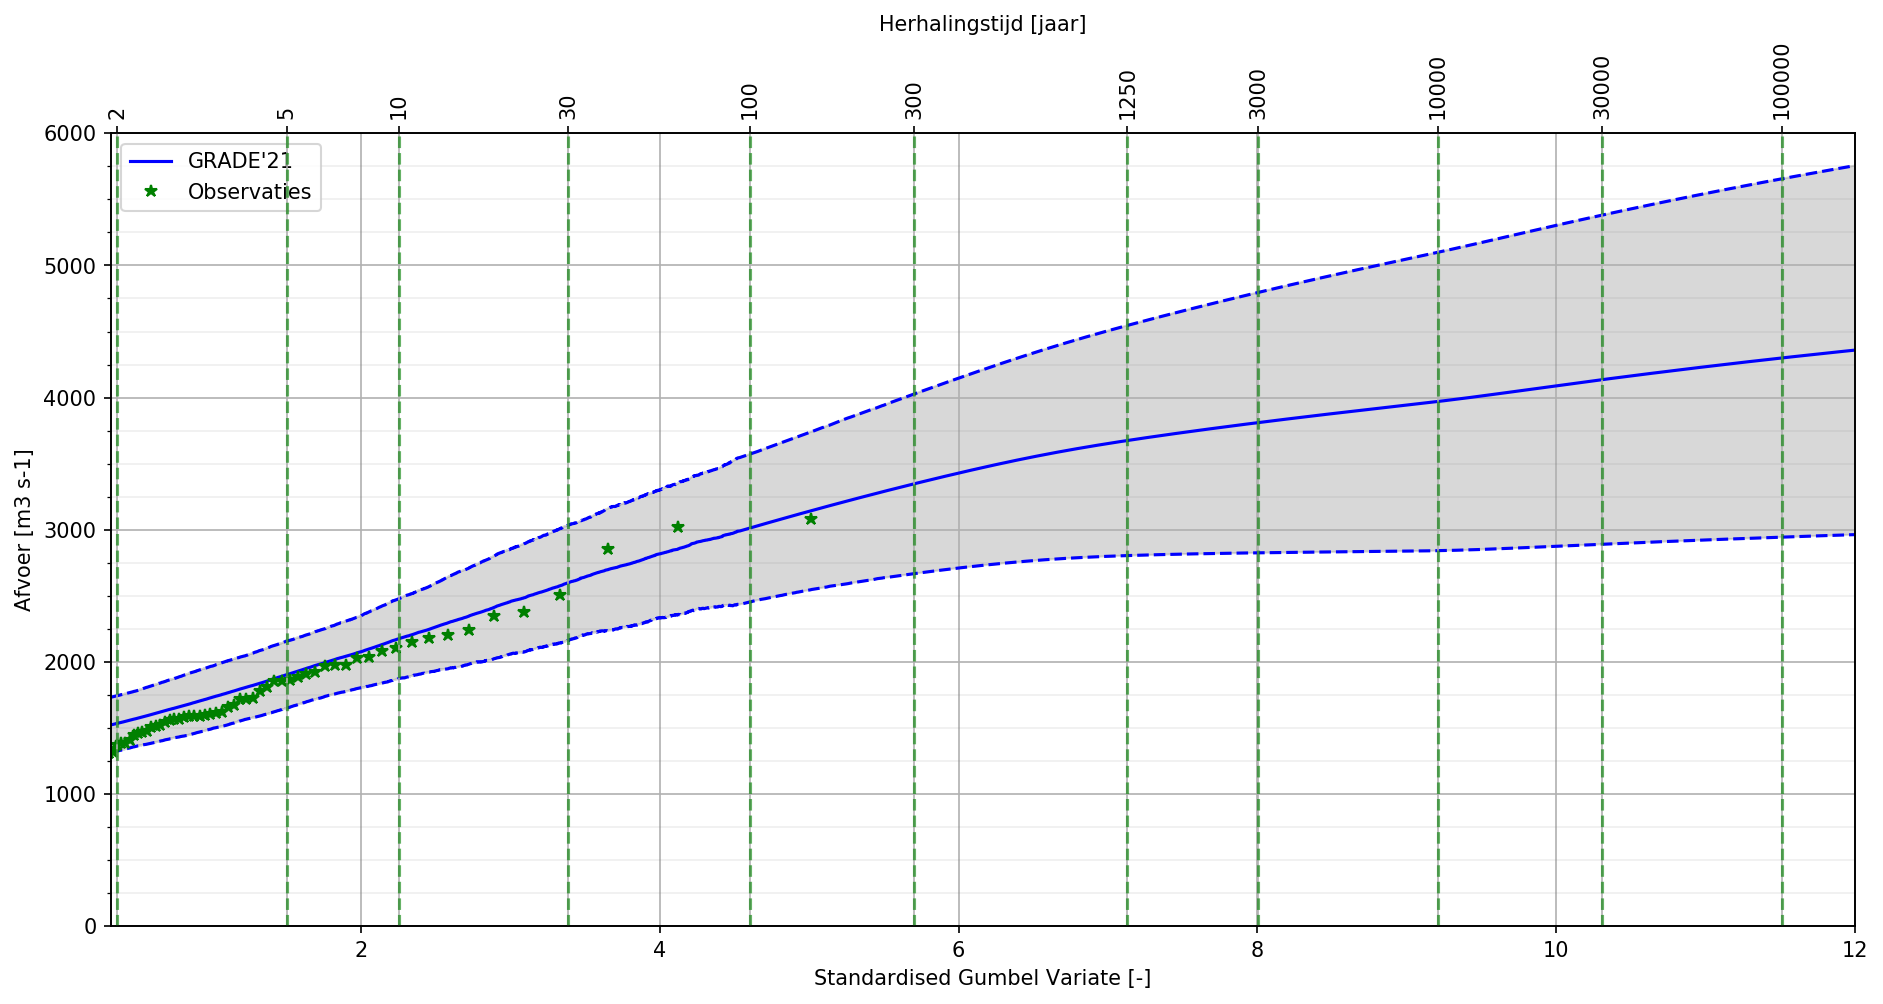 Herhalingstijd [jaar]
2 5 10 30 100 300 1250 3000 10000 30000 100000
6000
GRADE'21
Observaties
5000
4000
3000
2000
1000
0
Afvoer [m3 s-1]
2 4 6 8 10 12
Standardised Gumbel Variate [-]